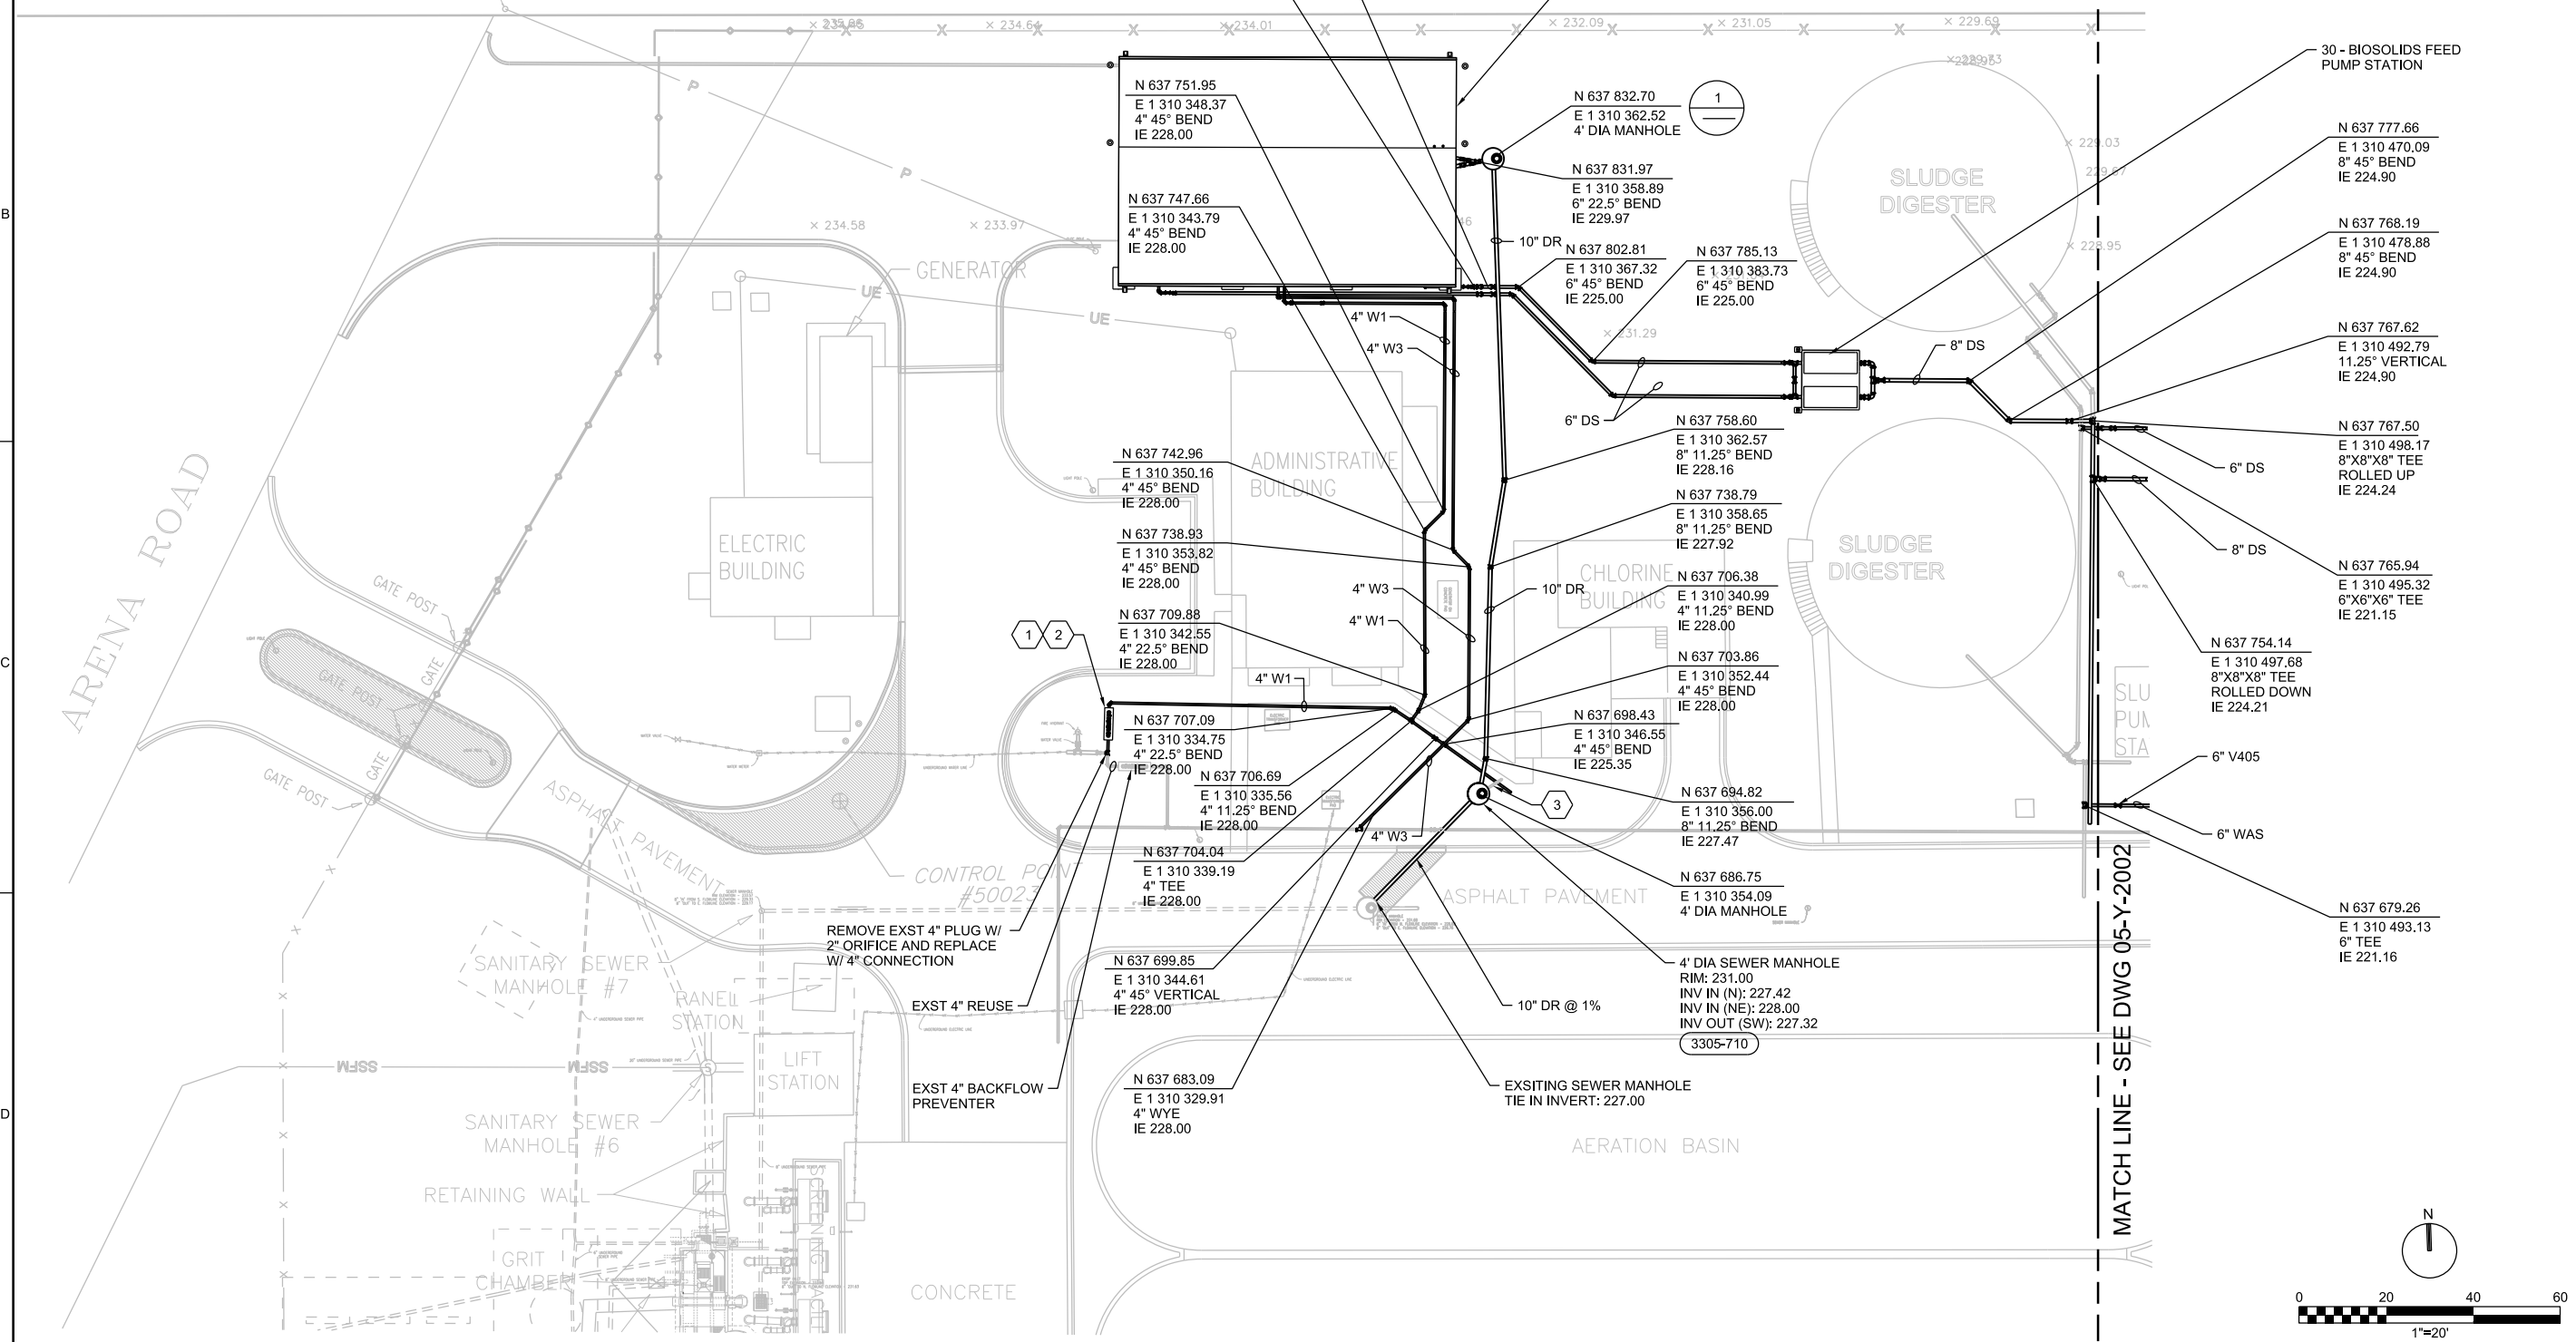 × 234.64
× 234.01
× 232.09
× 231.05
× 229.69
30 - BIOSOLIDS FEED
PUMP STATION
N 637 751.95
E 1 310 348.37
4" 45° BEND
IE 228.00
N 637 832.70
E 1 310 362.52
4' DIA MANHOLE
1
N 637 777.66
E 1 310 470.09
8" 45° BEND
IE 224.90
× 229.03
P
P
B
N 637 831.97
E 1 310 358.89
6" 22.5° BEND
IE 229.97
SLUDGE
DIGESTER
N 637 747.66
E 1 310 343.79
4" 45° BEND
IE 228.00
× 234.58
× 233.97
N 637 768.19
E 1 310 478.88
8" 45° BEND
IE 224.90
× 228.95
10" DR
N 637 802.81
E 1 310 367.32
6" 45° BEND
IE 225.00
N 637 785.13
E 1 310 383.73
6" 45° BEND
IE 225.00
GENERATOR
UE
UE
4" W1
4" W3
× 231.29
N 637 767.62
E 1 310 492.79
11.25° VERTICAL
IE 224.90
8" DS
6" DS
N 637 758.60
E 1 310 362.57
8" 11.25° BEND
IE 228.16
N 637 767.50
E 1 310 498.17
8"X8"X8" TEE
ROLLED UP
IE 224.24
6" DS
N 637 742.96
E 1 310 350.16
4" 45° BEND
IE 228.00
ADMINISTRATIVE
BUILDING
N 637 738.79
E 1 310 358.65
8" 11.25° BEND
IE 227.92
8" DS
N 637 738.93
E 1 310 353.82
4" 45° BEND
IE 228.00
ELECTRIC
BUILDING
SLUDGE
DIGESTER
N 637 765.94
E 1 310 495.32
6"X6"X6" TEE
IE 221.15
ARENA ROAD
GATE POST
CHLORINE
BUILDING
4" W3
10" DR
N 637 706.38
E 1 310 340.99
4" 11.25° BEND
IE 228.00
N 637 709.88
E 1 310 342.55
4" 22.5° BEND
IE 228.00
4" W1
1
2
C
N 637 754.14
E 1 310 497.68
8"X8"X8" TEE
ROLLED DOWN
IE 224.21
GATE
GATE POST
4" W1
N 637 703.86
E 1 310 352.44
4" 45° BEND
IE 228.00
SLU
PUM
STA
N 637 707.09
E 1 310 334.75
4" 22.5° BEND
IE 228.00
N 637 698.43
E 1 310 346.55
4" 45° BEND
IE 225.35
GATE
GATE POST
6" V405
N 637 706.69
E 1 310 335.56
4" 11.25° BEND
IE 228.00
3
N 637 694.82
E 1 310 356.00
8" 11.25° BEND
IE 227.47
ASPHALT PAVEMENT
4" W3
6" WAS
N 637 704.04
E 1 310 339.19
4" TEE
IE 228.00
CONTROL POINT
#50023
N 637 686.75
E 1 310 354.09
4' DIA MANHOLE
ASPHALT PAVEMENT
N 637 679.26
E 1 310 493.13
6" TEE
IE 221.16
REMOVE EXST 4" PLUG W/
2" ORIFICE AND REPLACE
W/ 4" CONNECTION
SANITARY SEWER
MANHOLE #7
N 637 699.85
E 1 310 344.61
4" 45° VERTICAL
IE 228.00
4' DIA SEWER MANHOLE
RIM: 231.00
INV IN (N): 227.42
INV IN (NE): 228.00
INV OUT (SW): 227.32
3305-710
PANEL
STATION
EXST 4" REUSE
10" DR @ 1%
SSFM
SSFM
LIFT
STATION
EXST 4" BACKFLOW
PREVENTER
N 637 683.09
E 1 310 329.91
4" WYE
IE 228.00
EXSITING SEWER MANHOLE
TIE IN INVERT: 227.00
D
SANITARY SEWER
MANHOLE #6
AERATION BASIN
MATCH LINE - SEE DWG 05-Y-2002
RETAINING WALL
GRIT
CHAMBER
CONCRETE
N
0 20 40 60
1"=20'